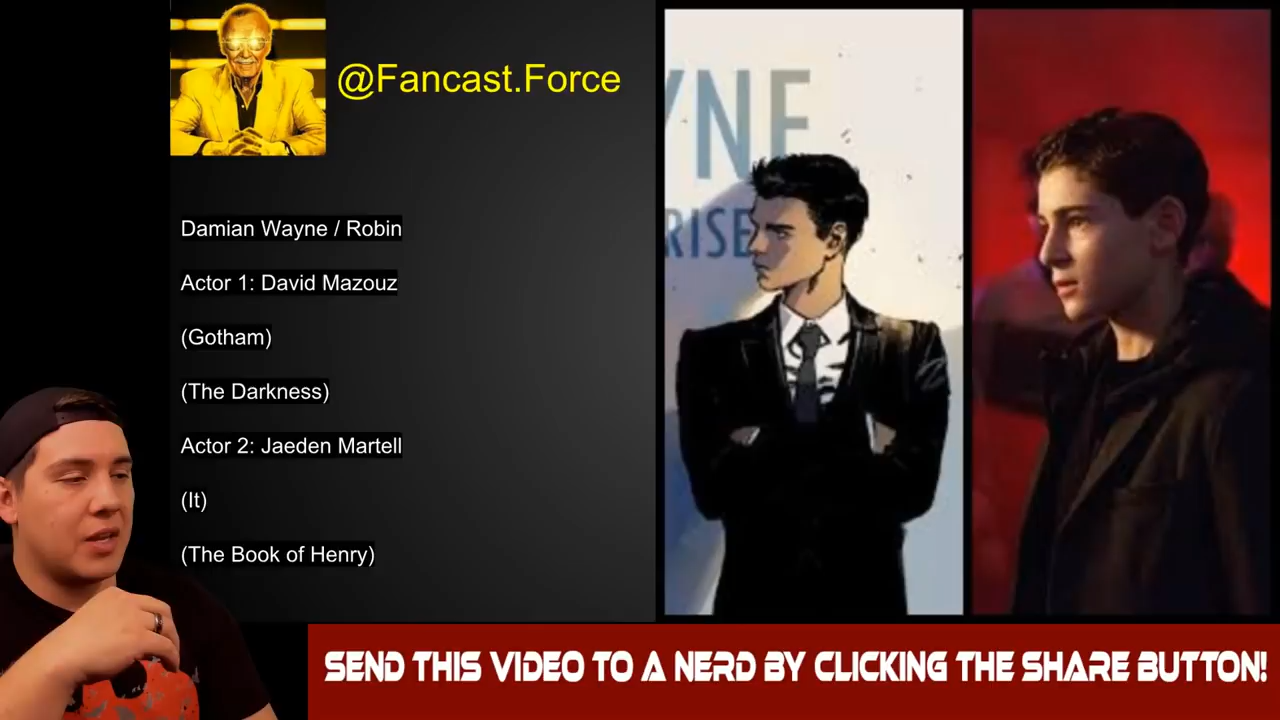 @Fancast.Force
Damian Wayne / Robin
Actor 1: David Mazouz
(Gotham)
(The Darkness)
Actor 2: Jaeden Martell
(It)
(The Book of Henry)
YNE
RISE
SEND THIS VIDEO TO A NERD BY CLICKING THE SHARE BUTTON!